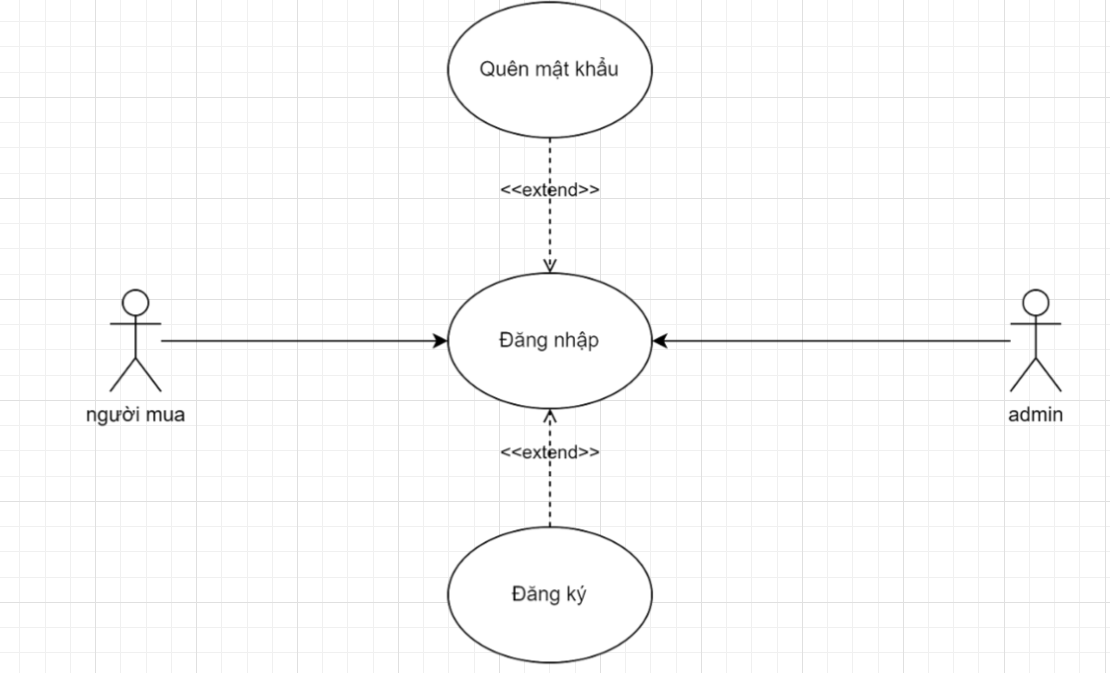 Quên mật khẩu
<<extend>>
Đăng nhập
người mua
admin
<<extend>>
Đăng ký